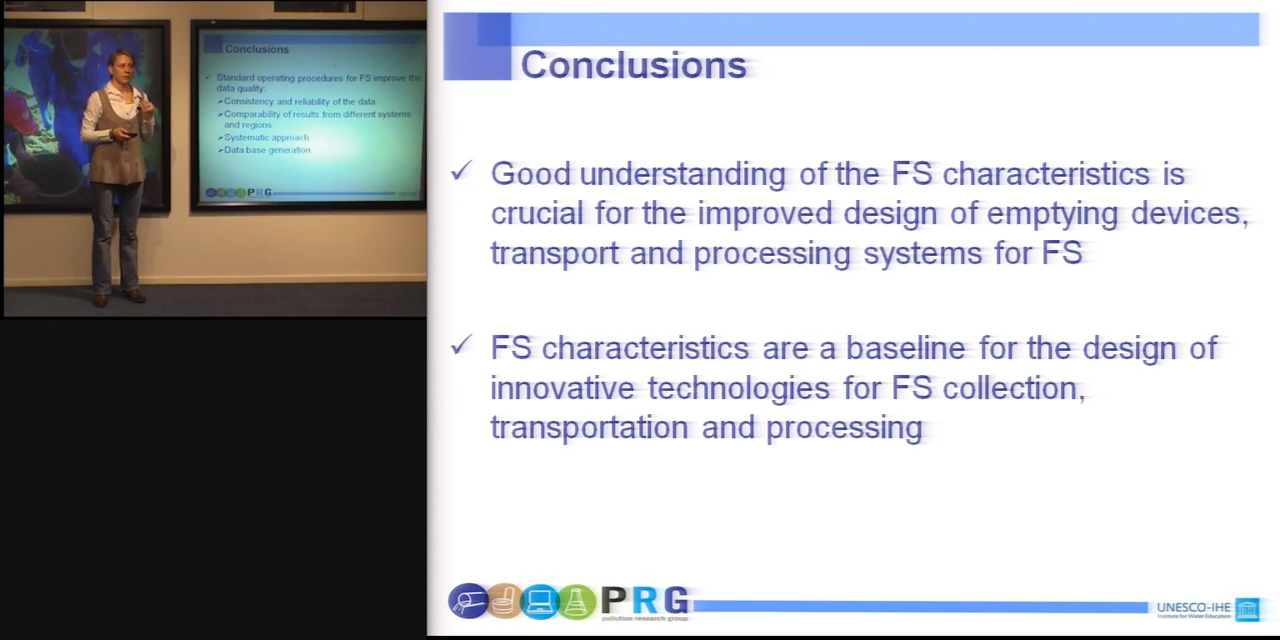 Conclusions
✓ Standard operating procedures for FS improve the
data quality:
➢Consistency and reliability of the data
➢Comparability of results from different systems
and regions
➢Systematic approach
➢Data base generation
PRG
Conclusions
✓ Good understanding of the FS characteristics is
crucial for the improved design of emptying devices,
transport and processing systems for FS
✓ FS characteristics are a baseline for the design of
innovative technologies for FS collection,
transportation and processing
PRG
pollution research group
UNESCO-IHE
Institute for Water Education